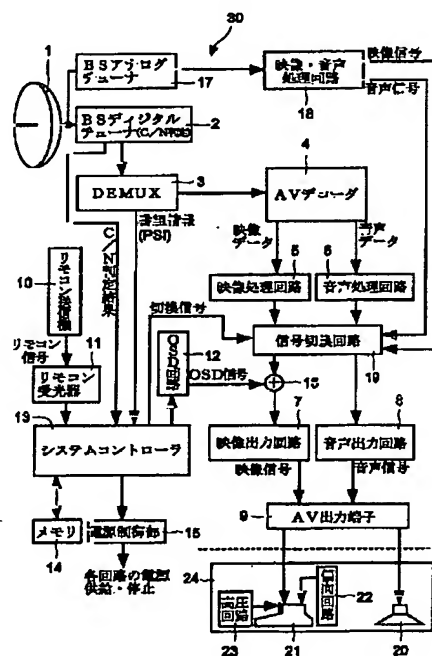 30
1
BSアナログ
チューナ
17
映像・音声
処理回路
18
映像信号
音声信号
BSディジタル
チューナ(C/N判定)
2
DEMUX
3
番組情報
(PSI)
4
AVデコーダ
映像
データ
音声
データ
C/N判定結果
10
リモコン送信機
リモコン
信号
11
リモコン
受光器
切換信号
5
映像処理回路
6
音声処理回路
信号切換回路
19
12
OSD回路
OSD信号
13
システムコントローラ
7
映像出力回路
映像信号
8
音声出力回路
音声信号
9
AV出力端子
メモリ
14
電源制御部
15
各回路の電源
供給・停止
24
高圧
回路
23
21
偏向回路
22
20